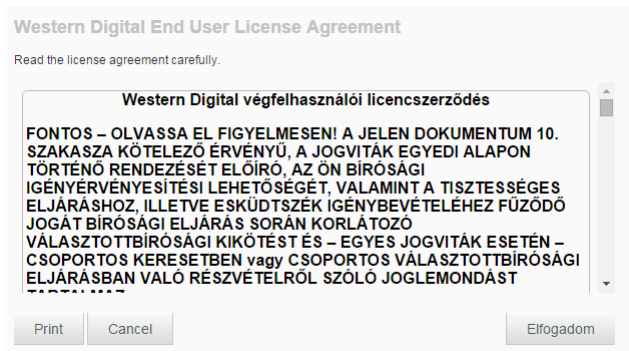 Western Digital End User License Agreement
Read the license agreement carefully.
Western Digital végfelhasználói licencszerződés
FONTOS – OLVASSA EL FIGYELMESEN! A JELEN DOKUMENTUM 10.
SZAKASZA KÖTELEZŐ ÉRVÉNYŰ, A JOGVITÁK EGYEDI ALAPON
TÖRTÉNŐ RENDEZÉSÉT ELŐÍRÓ, AZ ÖN BÍRÓSÁGI
IGÉNYÉRVÉNYESÍTÉSI LEHETŐSÉGÉT, VALAMINT A TISZTESSÉGES
ELJÁRÁSHOZ, ILLETVE ESKÜDTSZÉK IGÉNYBEVÉTELÉHEZ FŰZŐDŐ
JOGÁT BÍRÓSÁGI ELJÁRÁS SORÁN KORLÁTOZÓ
VÁLASZTOTTBÍRÓSÁGI KIKÖTÉST ÉS – EGYES JOGVITÁK ESETÉN –
CSOPORTOS KERESETBEN vagy CSOPORTOS VÁLASZTOTTBÍRÓSÁGI
ELJÁRÁSBAN VALÓ RÉSZVÉTELRŐL SZÓLÓ JOGLEMONDÁST
Print Cancel Elfogadom